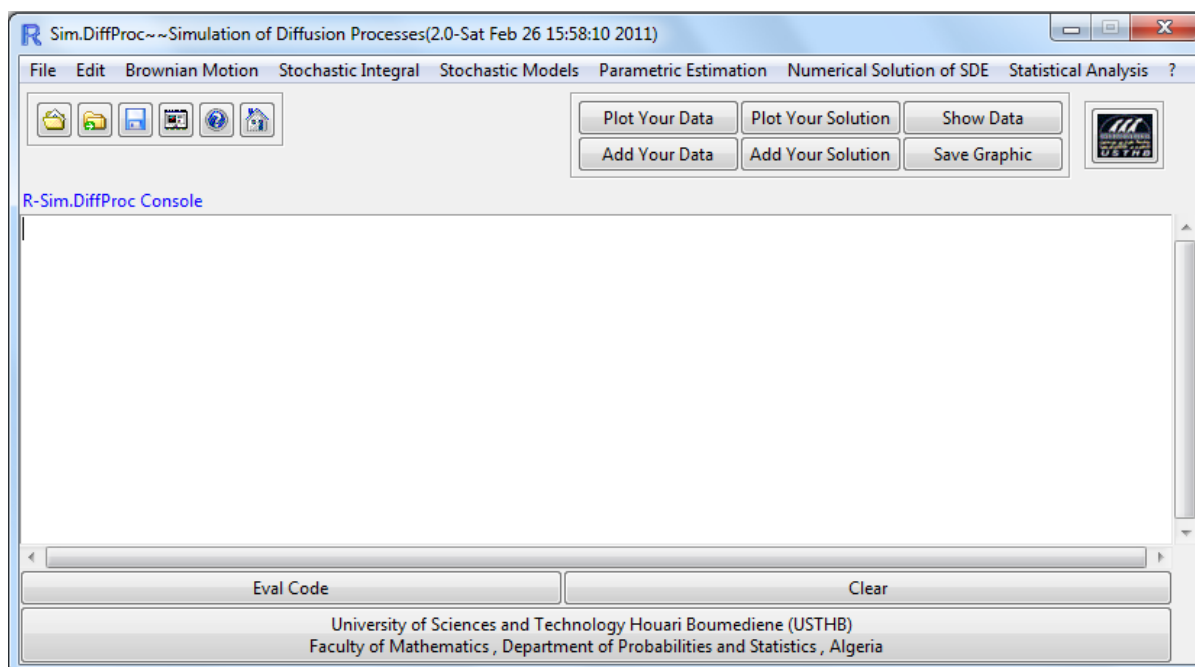 Sim.DiffProc~~Simulation of Diffusion Processes(2.0-Sat Feb 26 15:58:10 2011)
File Edit Brownian Motion Stochastic Integral Stochastic Models Parametric Estimation Numerical Solution of SDE Statistical Analysis ?
Plot Your Data Plot Your Solution Show Data
Add Your Data Add Your Solution Save Graphic
USTHB
R-Sim.DiffProc Console
Eval Code Clear
University of Sciences and Technology Houari Boumediene (USTHB)
Faculty of Mathematics , Department of Probabilities and Statistics , Algeria